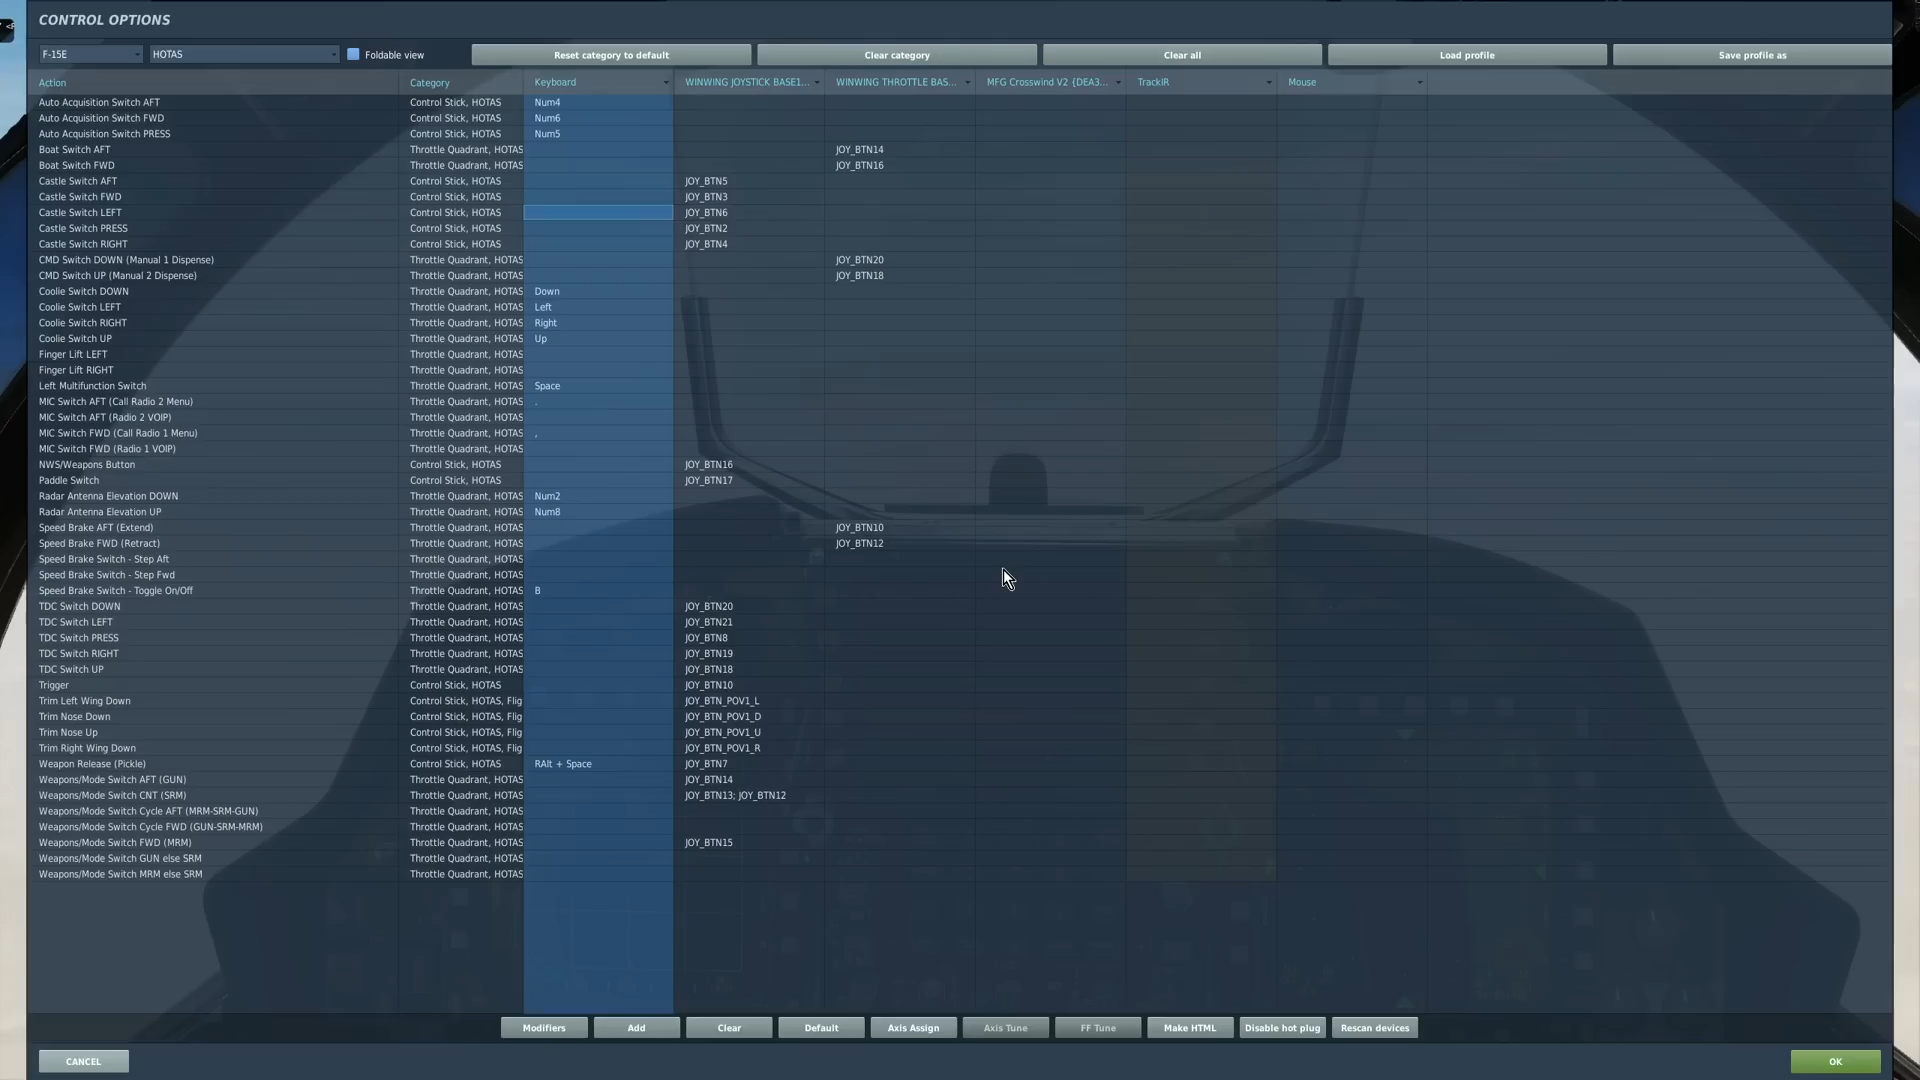 CONTROL OPTIONS
F-15E HOTAS Foldable view Reset category to default Clear category Clear all Load profile Save profile as
Action Category Keyboard WINWING JOYSTICK BASE1... WINWING THROTTLE BAS... MFG Crosswind V2 {DEA3... TrackIR Mouse
Auto Acquisition Switch AFT Control Stick, HOTAS Num4
Auto Acquisition Switch FWD Control Stick, HOTAS Num6
Auto Acquisition Switch PRESS Control Stick, HOTAS Num5
Boat Switch AFT Throttle Quadrant, HOTAS JOY_BTN14
Boat Switch FWD Throttle Quadrant, HOTAS JOY_BTN16
Castle Switch AFT Control Stick, HOTAS JOY_BTN5
Castle Switch FWD Control Stick, HOTAS JOY_BTN3
Castle Switch LEFT Control Stick, HOTAS JOY_BTN6
Castle Switch PRESS Control Stick, HOTAS JOY_BTN2
Castle Switch RIGHT Control Stick, HOTAS JOY_BTN4
CMD Switch DOWN (Manual 1 Dispense) Throttle Quadrant, HOTAS JOY_BTN20
CMD Switch UP (Manual 2 Dispense) Throttle Quadrant, HOTAS JOY_BTN18
Coolie Switch DOWN Throttle Quadrant, HOTAS Down
Coolie Switch LEFT Throttle Quadrant, HOTAS Left
Coolie Switch RIGHT Throttle Quadrant, HOTAS Right
Coolie Switch UP Throttle Quadrant, HOTAS Up
Finger Lift LEFT Throttle Quadrant, HOTAS
Finger Lift RIGHT Throttle Quadrant, HOTAS
Left Multifunction Switch Throttle Quadrant, HOTAS Space
MIC Switch AFT (Call Radio 2 Menu) Throttle Quadrant, HOTAS .
MIC Switch AFT (Radio 2 VOIP) Throttle Quadrant, HOTAS
MIC Switch FWD (Call Radio 1 Menu) Throttle Quadrant, HOTAS ,
MIC Switch FWD (Radio 1 VOIP) Throttle Quadrant, HOTAS
NWS/Weapons Button Control Stick, HOTAS JOY_BTN16
Paddle Switch Control Stick, HOTAS JOY_BTN17
Radar Antenna Elevation DOWN Throttle Quadrant, HOTAS Num2
Radar Antenna Elevation UP Throttle Quadrant, HOTAS Num8
Speed Brake AFT (Extend) Throttle Quadrant, HOTAS JOY_BTN10
Speed Brake FWD (Retract) Throttle Quadrant, HOTAS JOY_BTN12
Speed Brake Switch - Step Aft Throttle Quadrant, HOTAS
Speed Brake Switch - Step Fwd Throttle Quadrant, HOTAS
Speed Brake Switch - Toggle On/Off Throttle Quadrant, HOTAS B
TDC Switch DOWN Throttle Quadrant, HOTAS JOY_BTN20
TDC Switch LEFT Throttle Quadrant, HOTAS JOY_BTN21
TDC Switch PRESS Throttle Quadrant, HOTAS JOY_BTN8
TDC Switch RIGHT Throttle Quadrant, HOTAS JOY_BTN19
TDC Switch UP Throttle Quadrant, HOTAS JOY_BTN18
Trigger Control Stick, HOTAS JOY_BTN10
Trim Left Wing Down Control Stick, HOTAS, Flig JOY_BTN_POV1_L
Trim Nose Down Control Stick, HOTAS, Flig JOY_BTN_POV1_D
Trim Nose Up Control Stick, HOTAS, Flig JOY_BTN_POV1_U
Trim Right Wing Down Control Stick, HOTAS, Flig JOY_BTN_POV1_R
Weapon Release (Pickle) Control Stick, HOTAS RAlt + Space JOY_BTN7
Weapons/Mode Switch AFT (GUN) Throttle Quadrant, HOTAS JOY_BTN14
Weapons/Mode Switch CNT (SRM) Throttle Quadrant, HOTAS JOY_BTN13; JOY_BTN12
Weapons/Mode Switch Cycle AFT (MRM-SRM-GUN) Throttle Quadrant, HOTAS
Weapons/Mode Switch Cycle FWD (GUN-SRM-MRM) Throttle Quadrant, HOTAS
Weapons/Mode Switch FWD (MRM) Throttle Quadrant, HOTAS JOY_BTN15
Weapons/Mode Switch GUN else SRM Throttle Quadrant, HOTAS
Weapons/Mode Switch MRM else SRM Throttle Quadrant, HOTAS
Modifiers Add Clear Default Axis Assign Axis Tune FF Tune Make HTML Disable hot plug Rescan devices
CANCEL OK